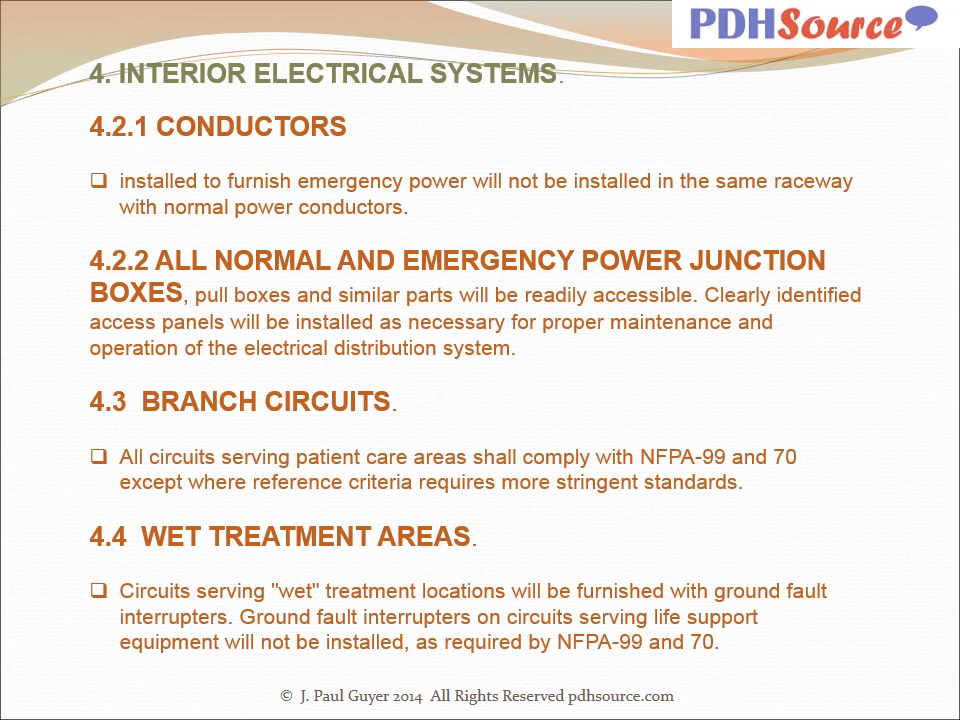 PDHSource
4. INTERIOR ELECTRICAL SYSTEMS.
4.2.1 CONDUCTORS
❑ installed to furnish emergency power will not be installed in the same raceway
with normal power conductors.
4.2.2 ALL NORMAL AND EMERGENCY POWER JUNCTION
BOXES, pull boxes and similar parts will be readily accessible. Clearly identified
access panels will be installed as necessary for proper maintenance and
operation of the electrical distribution system.
4.3 BRANCH CIRCUITS.
❑ All circuits serving patient care areas shall comply with NFPA-99 and 70
except where reference criteria requires more stringent standards.
4.4 WET TREATMENT AREAS.
❑ Circuits serving "wet" treatment locations will be furnished with ground fault
interrupters. Ground fault interrupters on circuits serving life support
equipment will not be installed, as required by NFPA-99 and 70.
© J. Paul Guyer 2014 All Rights Reserved pdhsource.com